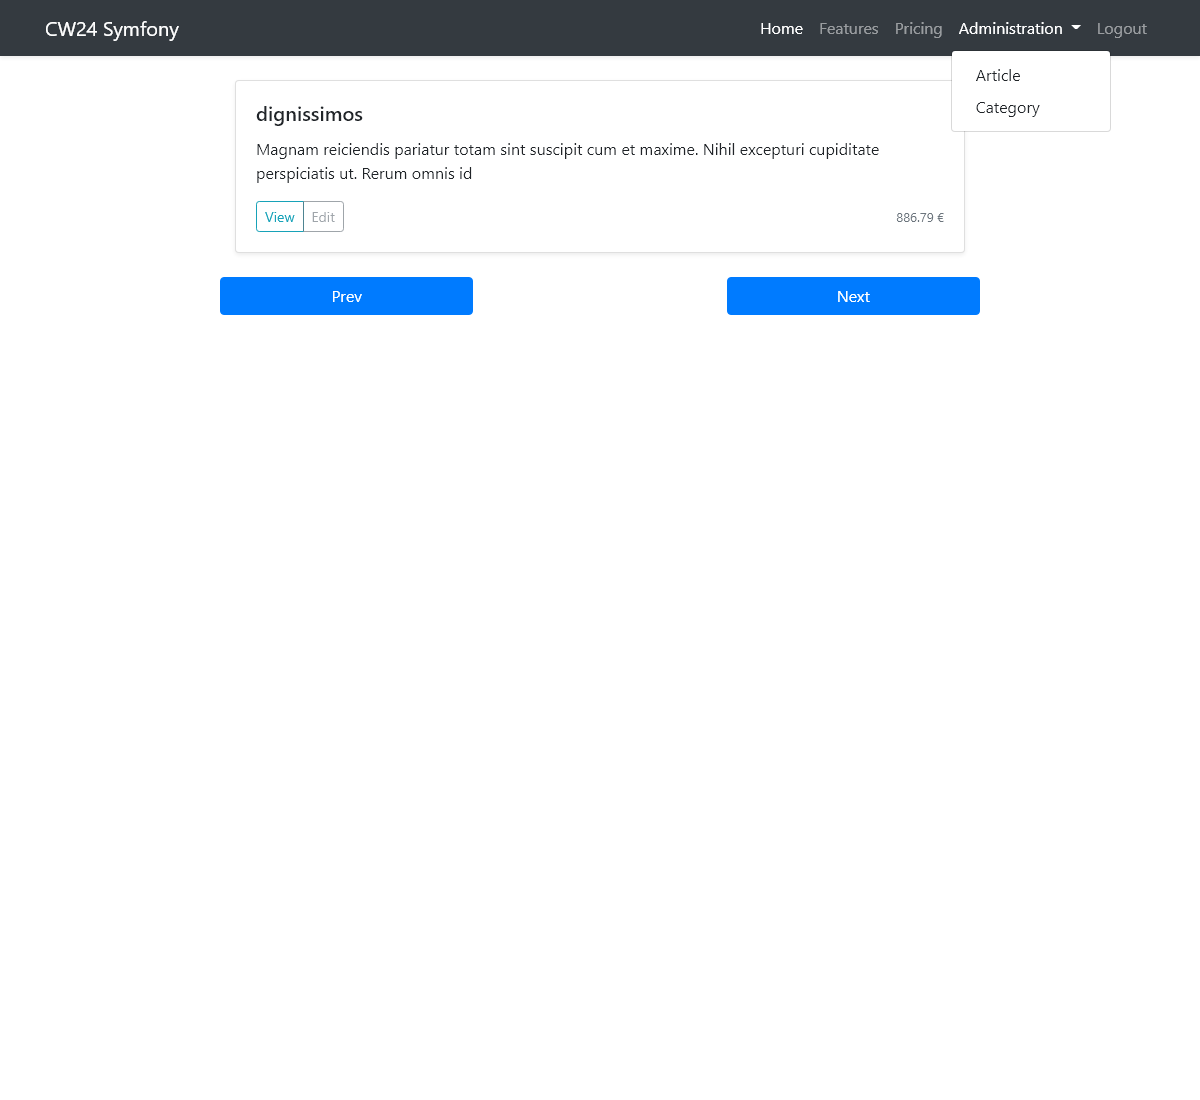 CW24 Symfony
Home Features Pricing Administration Logout
Article
Category
dignissimos
Magnam reiciendis pariatur totam sint suscipit cum et maxime. Nihil excepturi cupiditate
perspiciatis ut. Rerum omnis id
View Edit 886.79 €
Prev Next